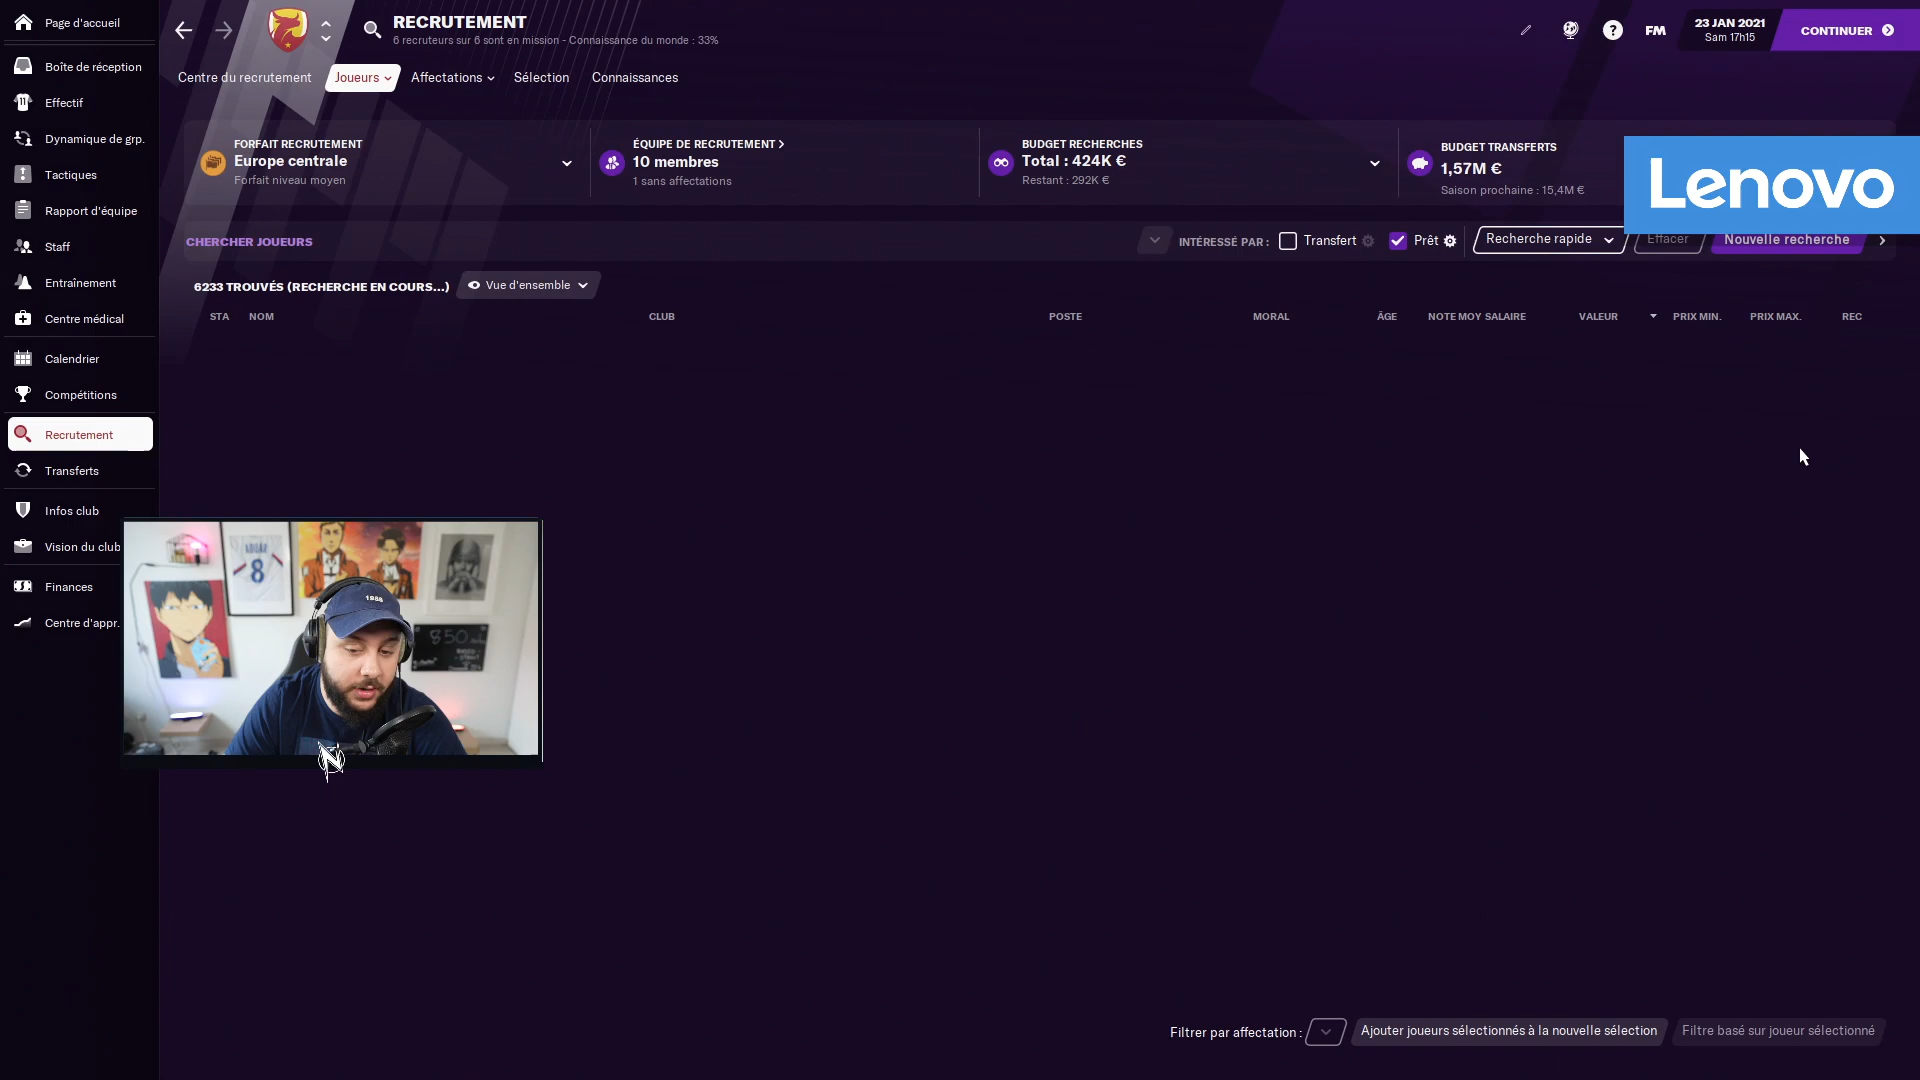 Page d'accueil
Boîte de réception
Effectif
Dynamique de grp.
Tactiques
Rapport d'équipe
Staff
Entraînement
Centre médical
Calendrier
Compétitions
Recrutement
Transferts
Infos club
Vision du club
Finances
Centre d'appr.
RECRUTEMENT
6 recruteurs sur 6 sont en mission - Connaissance du monde : 33%
FM
23 JAN 2021
Sam 17h15
CONTINUER
Centre du recrutement
Joueurs
Affectations
Sélection
Connaissances
FORFAIT RECRUTEMENT
Europe centrale
Forfait niveau moyen
ÉQUIPE DE RECRUTEMENT
10 membres
1 sans affectations
BUDGET RECHERCHES
Total : 424K €
Restant : 292K €
BUDGET TRANSFERTS
1,57M €
Saison prochaine : 15,4M €
Lenovo
CHERCHER JOUEURS
INTÉRESSÉ PAR :
Transfert
Prêt
Recherche rapide
Effacer
Nouvelle recherche
6233 TROUVÉS (RECHERCHE EN COURS...)
Vue d'ensemble
STA NOM CLUB POSTE MORAL ÂGE NOTE MOY SALAIRE VALEUR PRIX MIN. PRIX MAX. REC
8
1988
850
Filtrer par affectation :
Ajouter joueurs sélectionnés à la nouvelle sélection
Filtre basé sur joueur sélectionné